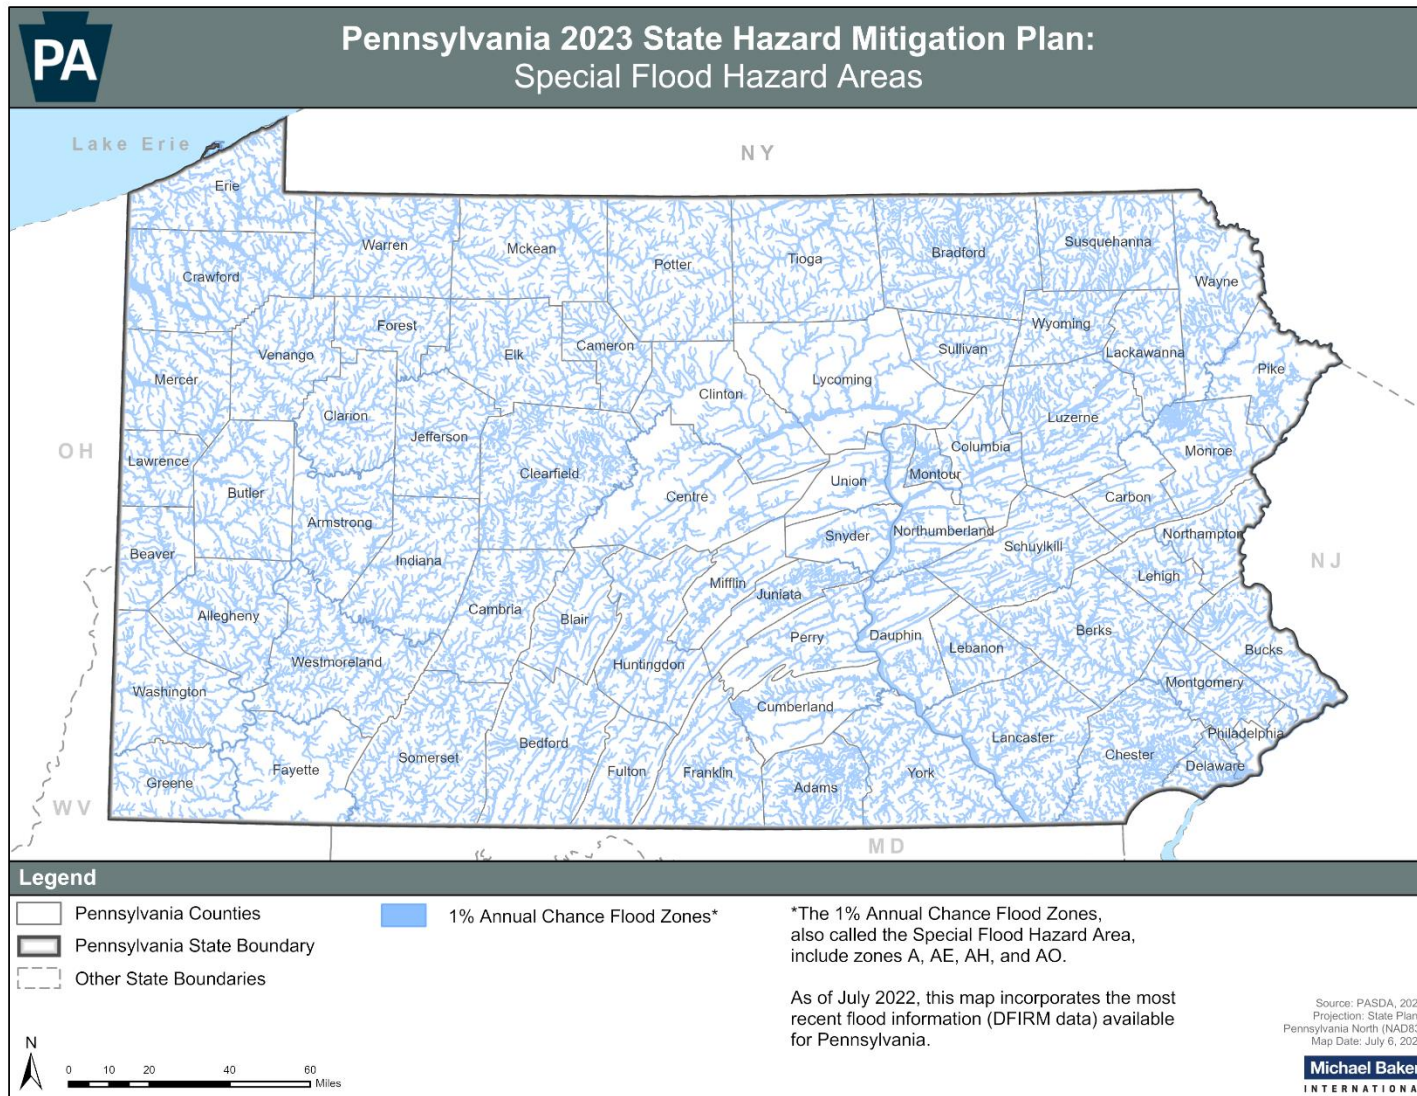 PA
Pennsylvania 2023 State Hazard Mitigation Plan:
Special Flood Hazard Areas
Lake Erie
NY
Erie
Warren
Mckean
Potter
Tioga
Bradford
Susquehanna
Wayne
Crawford
Forest
Venango
Elk
Cameron
Sullivan
Wyoming
Lackawanna
Pike
Mercer
Clarion
Clinton
Lycoming
Luzerne
Jefferson
Columbia
Monroe
OH
Lawrence
Butler
Clearfield
Centre
Union
Montour
Carbon
Armstrong
Snyder
Northumberland
Schuylkill
Northampton
Beaver
Indiana
Mifflin
Juniata
Lehigh
NJ
Allegheny
Cambria
Blair
Perry
Dauphin
Berks
Lebanon
Bucks
Westmoreland
Huntingdon
Washington
Montgomery
Cumberland
Philadelphia
Somerset
Bedford
Lancaster
Chester
Delaware
Greene
Fayette
Fulton
Franklin
Adams
York
WV
MD
Legend
Pennsylvania Counties
Pennsylvania State Boundary
Other State Boundaries
1% Annual Chance Flood Zones*
*The 1% Annual Chance Flood Zones,
also called the Special Flood Hazard Area,
include zones A, AE, AH, and AO.
As of July 2022, this map incorporates the most
recent flood information (DFIRM data) available
for Pennsylvania.
N
0 10 20 40 60
Miles
Source: PASDA, 202
Projection: State Plan
Pennsylvania North (NAD83
Map Date: July 6, 202
Michael Baker
INTERNATIONA